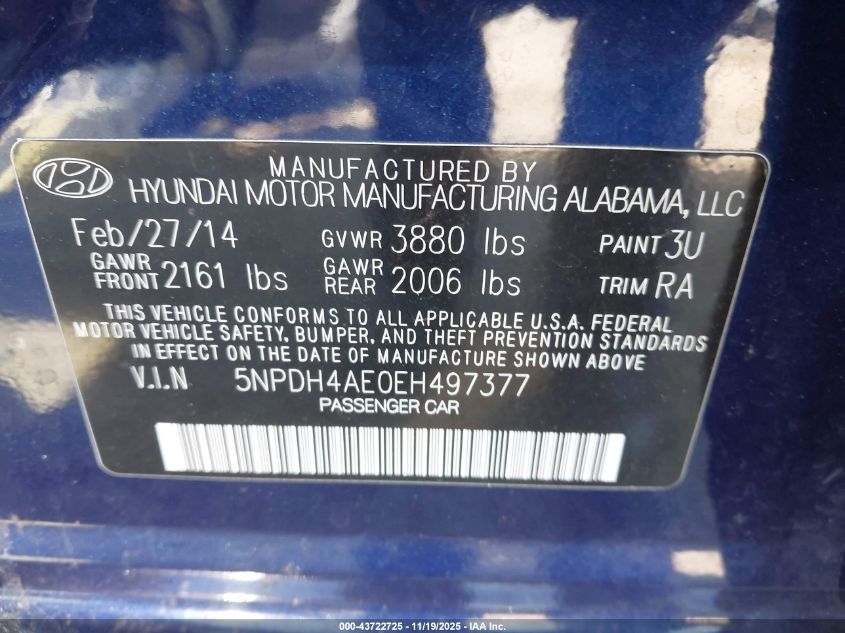 MANUFACTURED BY
HYUNDAI MOTOR MANUFACTURING ALABAMA, LLC
Feb/27/14 GVWR 3880 lbs PAINT 3U
GAWR FRONT 2161 lbs GAWR REAR 2006 lbs TRIM RA
THIS VEHICLE CONFORMS TO ALL APPLICABLE U.S.A. FEDERAL
MOTOR VEHICLE SAFETY, BUMPER, AND THEFT PREVENTION STANDARDS
IN EFFECT ON THE DATE OF MANUFACTURE SHOWN ABOVE
V.I.N 5NPDH4AE0EH497377
PASSENGER CAR
000-43722725 - 11/19/2025 - IAA Inc.